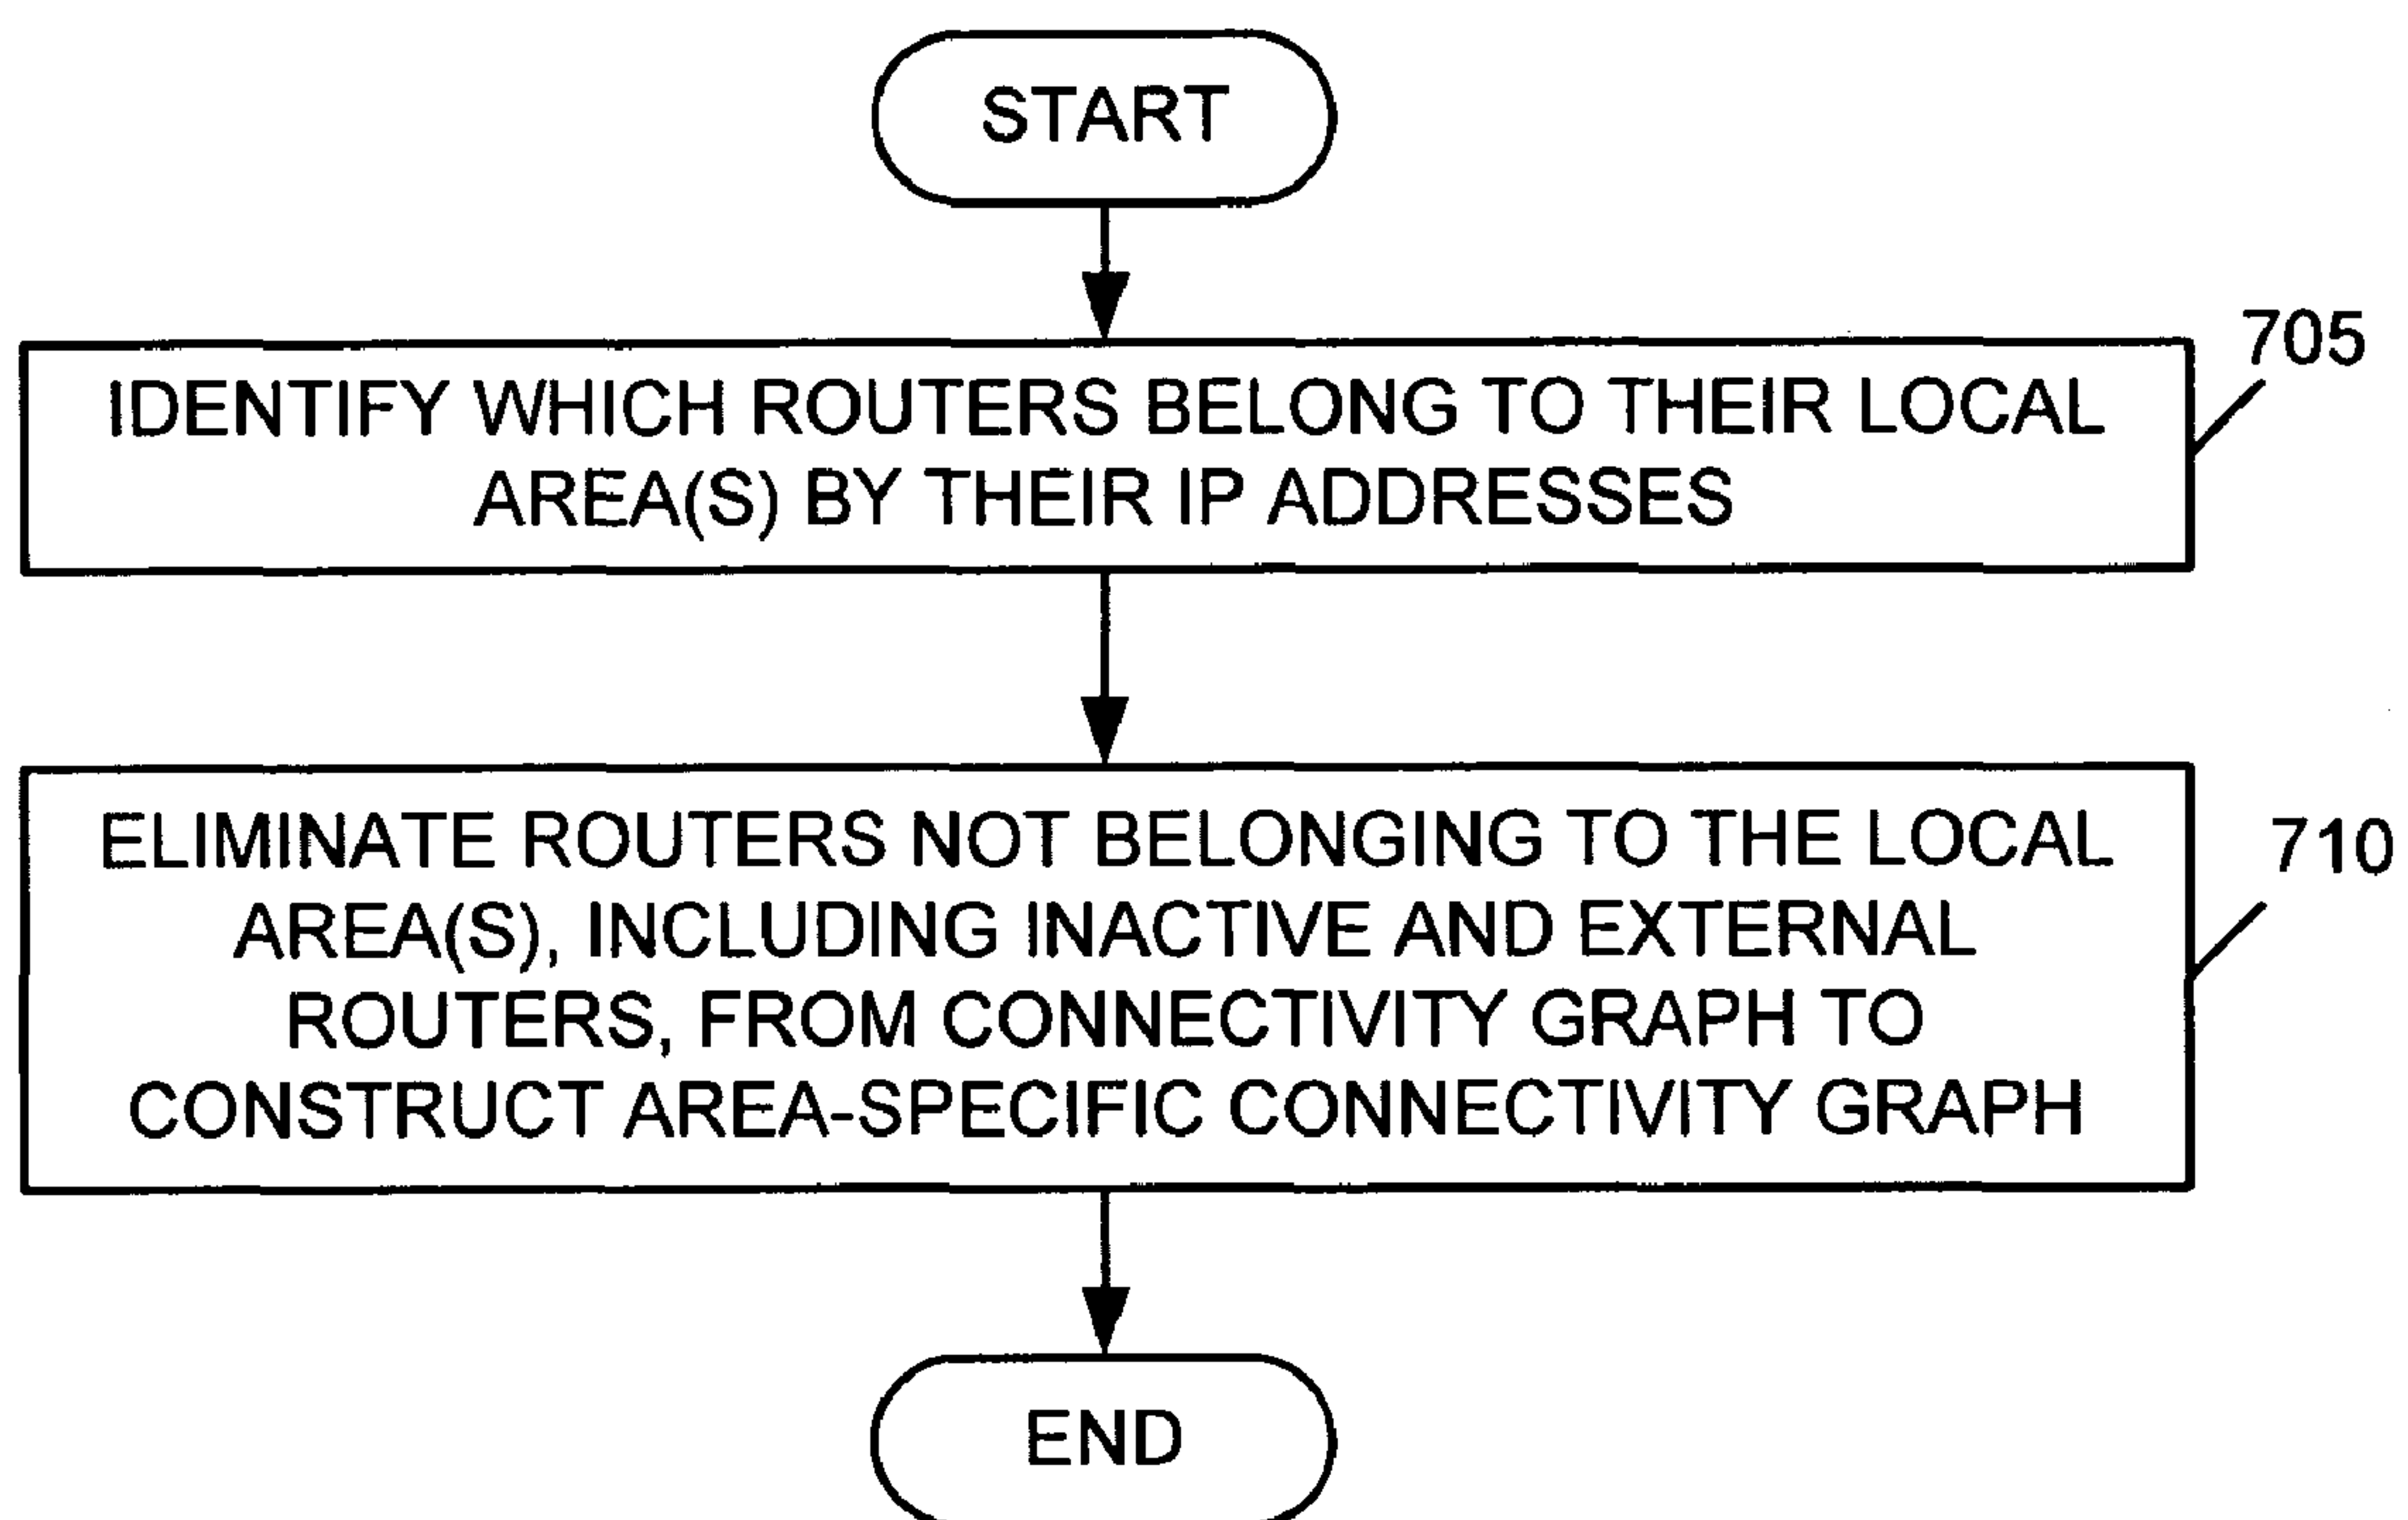 START
705
IDENTIFY WHICH ROUTERS BELONG TO THEIR LOCAL
AREA(S) BY THEIR IP ADDRESSES
710
ELIMINATE ROUTERS NOT BELONGING TO THE LOCAL
AREA(S), INCLUDING INACTIVE AND EXTERNAL
ROUTERS, FROM CONNECTIVITY GRAPH TO
CONSTRUCT AREA-SPECIFIC CONNECTIVITY GRAPH
END